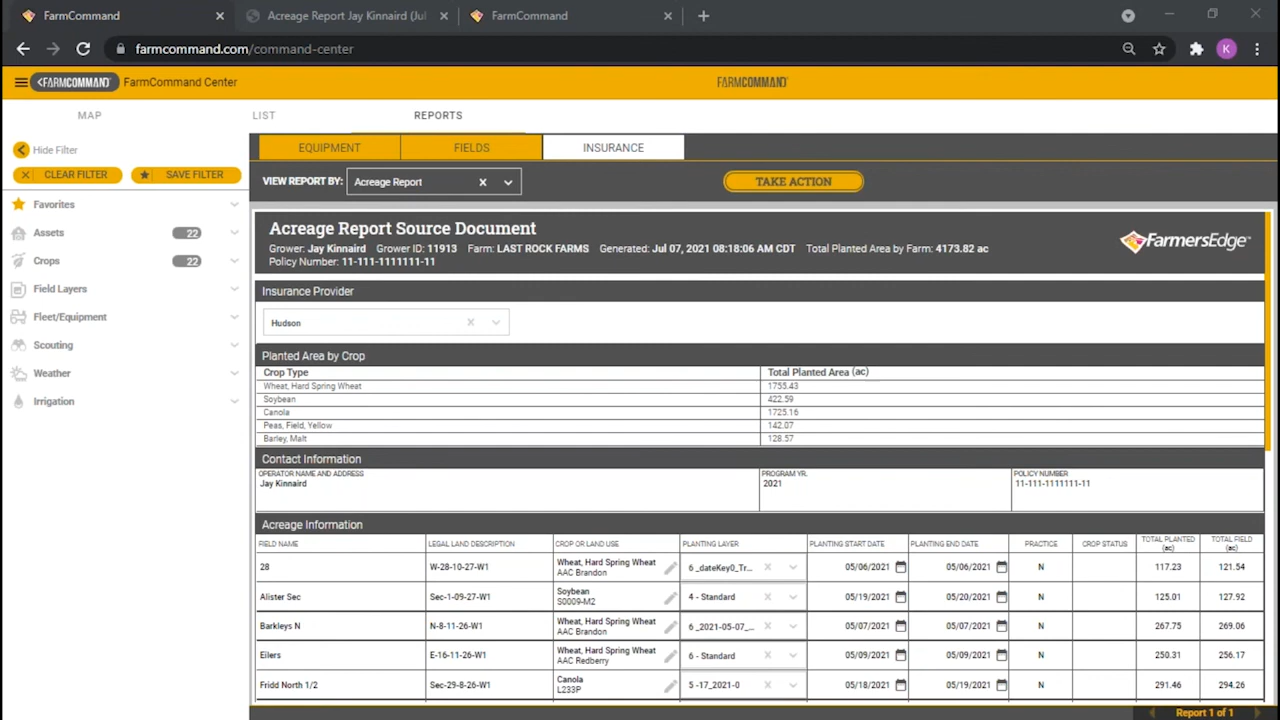 FarmCommand
Acreage Report Jay Kinnaird (Jul
FarmCommand
farmcommand.com/command-center
K
FARMCOMMAND FarmCommand Center
FARMCOMMAND
MAP
LIST
REPORTS
Hide Filter
CLEAR FILTER
SAVE FILTER
Favorites
Assets 22
Crops 22
Field Layers
Fleet/Equipment
Scouting
Weather
Irrigation
EQUIPMENT FIELDS INSURANCE
VIEW REPORT BY: Acreage Report
TAKE ACTION
Acreage Report Source Document
Grower: Jay Kinnaird Grower ID: 11913 Farm: LAST ROCK FARMS Generated: Jul 07, 2021 08:18:06 AM CDT Total Planted Area by Farm: 4173.82 ac
Policy Number: 11-111-1111111-11
FarmersEdge™
Insurance Provider
Hudson
Planted Area by Crop
Crop Type Total Planted Area (ac)
Wheat, Hard Spring Wheat 1755.43
Soybean 422.59
Canola 1725.16
Peas, Field, Yellow 142.07
Barley, Malt 128.57
Contact Information
OPERATOR NAME AND ADDRESS PROGRAM YR. POLICY NUMBER
Jay Kinnaird 2021 11-111-1111111-11
Acreage Information
FIELD NAME LEGAL LAND DESCRIPTION CROP OR LAND USE PLANTING LAYER PLANTING START DATE PLANTING END DATE PRACTICE CROP STATUS TOTAL PLANTED (ac) TOTAL FIELD (ac)
28 W-28-10-27-W1 Wheat, Hard Spring Wheat AAC Brandon 6 _dateKey0_Tr... 05/06/2021 05/06/2021 N 117.23 121.54
Alister Sec Sec-1-09-27-W1 Soybean S0009-M2 4 - Standard 05/19/2021 05/20/2021 N 125.01 127.92
Barkleys N N-8-11-26-W1 Wheat, Hard Spring Wheat AAC Brandon 6 _2021-05-07_... 05/07/2021 05/07/2021 N 267.75 269.06
Eilers E-16-11-26-W1 Wheat, Hard Spring Wheat AAC Redberry 6 - Standard 05/09/2021 05/09/2021 N 250.31 256.17
Fridd North 1/2 Sec-29-8-26-W1 Canola L233P 5 -17_2021-0 05/18/2021 05/19/2021 N 291.46 294.26
Report 1 of 1